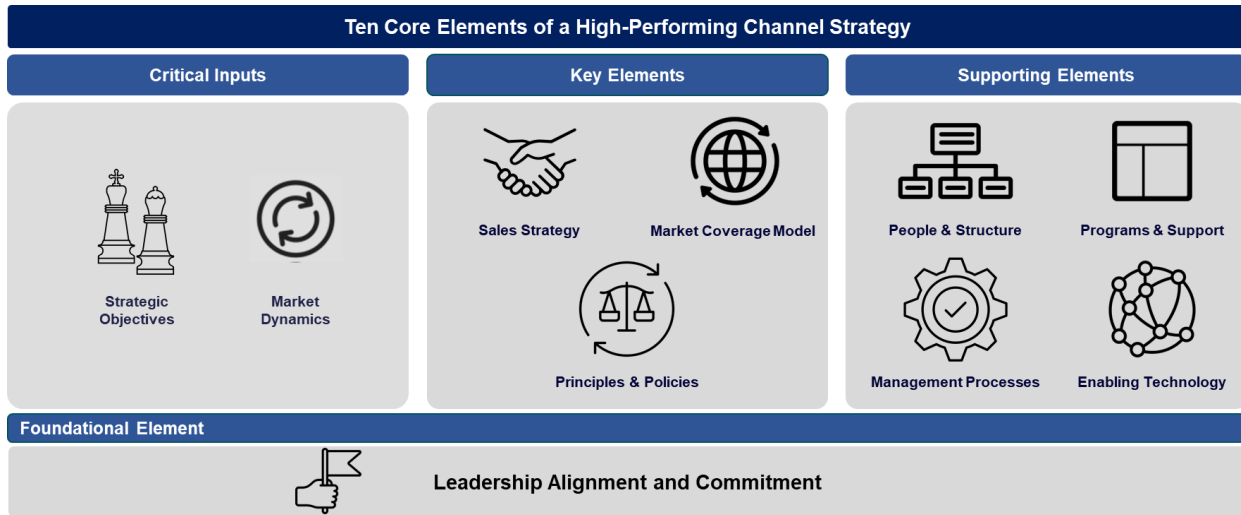 Ten Core Elements of a High-Performing Channel Strategy
Critical Inputs
Strategic
Objectives
Market
Dynamics
Key Elements
Sales Strategy
Market Coverage Model
Principles & Policies
Supporting Elements
People & Structure
Programs & Support
Management Processes
Enabling Technology
Foundational Element
Leadership Alignment and Commitment